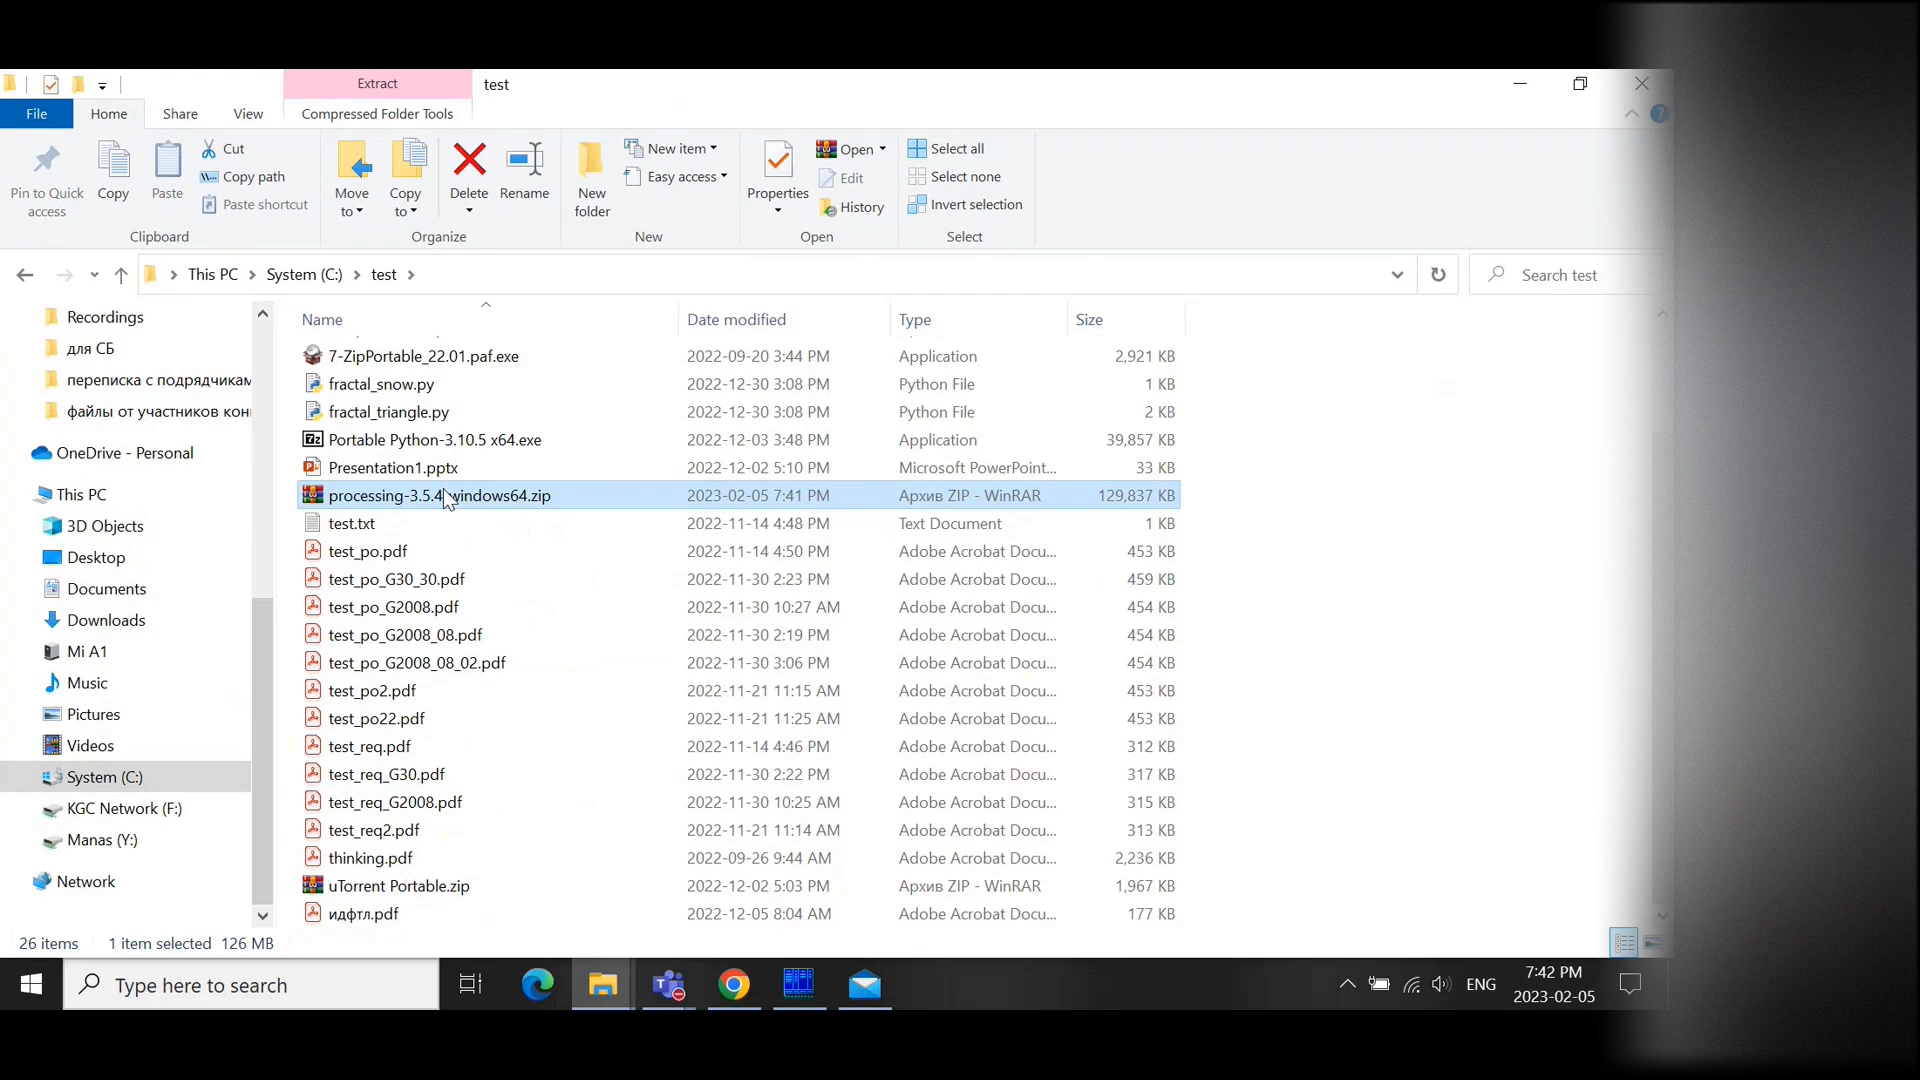 Extract
test
File
Home
Share
View
Compressed Folder Tools
Pin to Quick access
Copy
Paste
Cut
Copy path
Paste shortcut
Clipboard
Move to
Copy to
Delete
Rename
Organize
New folder
New item
Easy access
New
Properties
Open
Edit
History
Open
Select all
Select none
Invert selection
Select
This PC
System (C:)
test
Search test
Recordings
для СБ
переписка с подрядчикам
файлы от участников кон
OneDrive - Personal
This PC
3D Objects
Desktop
Documents
Downloads
Mi A1
Music
Pictures
Videos
System (C:)
KGC Network (F:)
Manas (Y:)
Network
Name Date modified Type Size
7-ZipPortable_22.01.paf.exe 2022-09-20 3:44 PM Application 2,921 KB
fractal_snow.py 2022-12-30 3:08 PM Python File 1 KB
fractal_triangle.py 2022-12-30 3:08 PM Python File 2 KB
Portable Python-3.10.5 x64.exe 2022-12-03 3:48 PM Application 39,857 KB
Presentation1.pptx 2022-12-02 5:10 PM Microsoft PowerPoint... 33 KB
processing-3.5.4-windows64.zip 2023-02-05 7:41 PM Архив ZIP - WinRAR 129,837 KB
test.txt 2022-11-14 4:48 PM Text Document 1 KB
test_po.pdf 2022-11-14 4:50 PM Adobe Acrobat Docu... 453 KB
test_po_G30_30.pdf 2022-11-30 2:23 PM Adobe Acrobat Docu... 459 KB
test_po_G2008.pdf 2022-11-30 10:27 AM Adobe Acrobat Docu... 454 KB
test_po_G2008_08.pdf 2022-11-30 2:19 PM Adobe Acrobat Docu... 454 KB
test_po_G2008_08_02.pdf 2022-11-30 3:06 PM Adobe Acrobat Docu... 454 KB
test_po2.pdf 2022-11-21 11:15 AM Adobe Acrobat Docu... 453 KB
test_po22.pdf 2022-11-21 11:25 AM Adobe Acrobat Docu... 453 KB
test_req.pdf 2022-11-14 4:46 PM Adobe Acrobat Docu... 312 KB
test_req_G30.pdf 2022-11-30 2:22 PM Adobe Acrobat Docu... 317 KB
test_req_G2008.pdf 2022-11-30 10:25 AM Adobe Acrobat Docu... 315 KB
test_req2.pdf 2022-11-21 11:14 AM Adobe Acrobat Docu... 313 KB
thinking.pdf 2022-09-26 9:44 AM Adobe Acrobat Docu... 2,236 KB
uTorrent Portable.zip 2022-12-02 5:03 PM Архив ZIP - WinRAR 1,967 KB
идфтл.pdf 2022-12-05 8:04 AM Adobe Acrobat Docu... 177 KB
26 items 1 item selected 126 MB
Type here to search
ENG
7:42 PM
2023-02-05